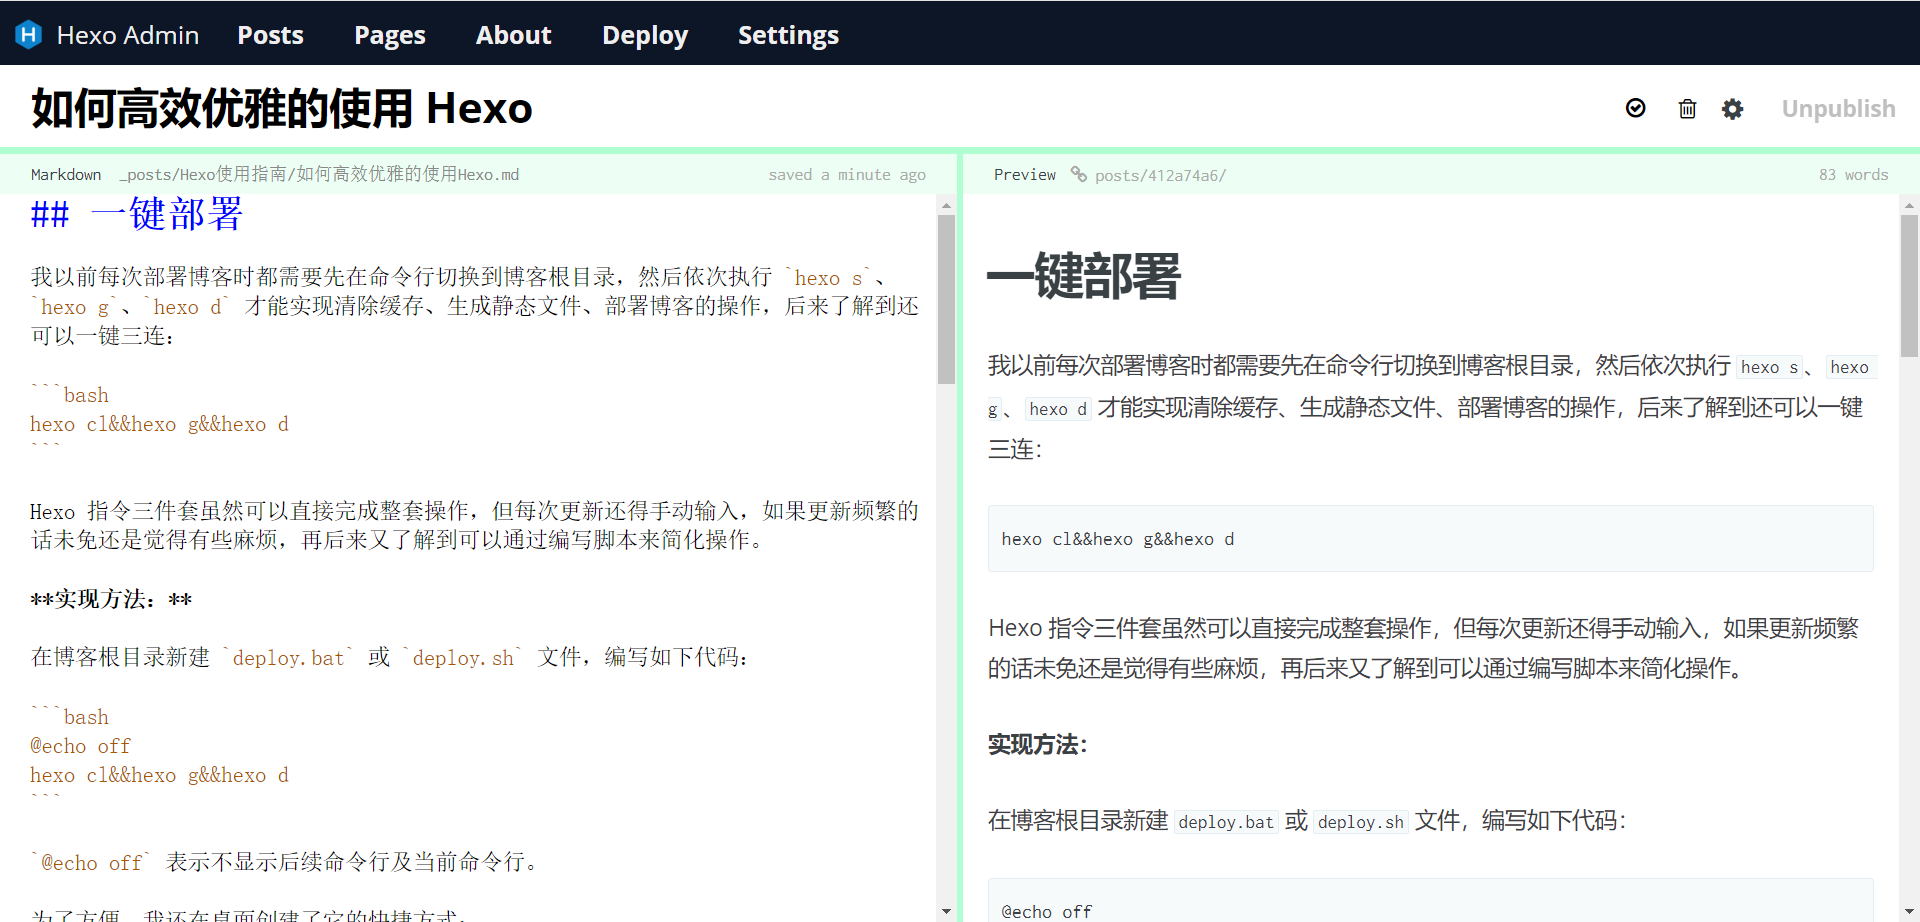 Hexo Admin Posts Pages About Deploy Settings
如何高效优雅的使用 Hexo
Unpublish
Markdown _posts/Hexo使用指南/如何高效优雅的使用Hexo.md saved a minute ago
## 一键部署
我以前每次部署博客时都需要先在命令行切换到博客根目录，然后依次执行 `hexo s`、
`hexo g`、`hexo d` 才能实现清除缓存、生成静态文件、部署博客的操作，后来了解到还
可以一键三连：
```bash
hexo cl&&hexo g&&hexo d
```
Hexo 指令三件套虽然可以直接完成整套操作，但每次更新还得手动输入，如果更新频繁的
话未免还是觉得有些麻烦，再后来又了解到可以通过编写脚本来简化操作。
**实现方法：**
在博客根目录新建 `deploy.bat` 或 `deploy.sh` 文件，编写如下代码：
```bash
@echo off
hexo cl&&hexo g&&hexo d
```
`@echo off` 表示不显示后续命令行及当前命令行。
为了方便，我还在桌面创建了它的快捷方式：
Preview posts/412a74a6/ 83 words
一键部署
我以前每次部署博客时都需要先在命令行切换到博客根目录，然后依次执行 hexo s、hexo
g、hexo d 才能实现清除缓存、生成静态文件、部署博客的操作，后来了解到还可以一键
三连：
hexo cl&&hexo g&&hexo d
Hexo 指令三件套虽然可以直接完成整套操作，但每次更新还得手动输入，如果更新频繁
的话未免还是觉得有些麻烦，再后来又了解到可以通过编写脚本来简化操作。
实现方法：
在博客根目录新建 deploy.bat 或 deploy.sh 文件，编写如下代码：
@echo off